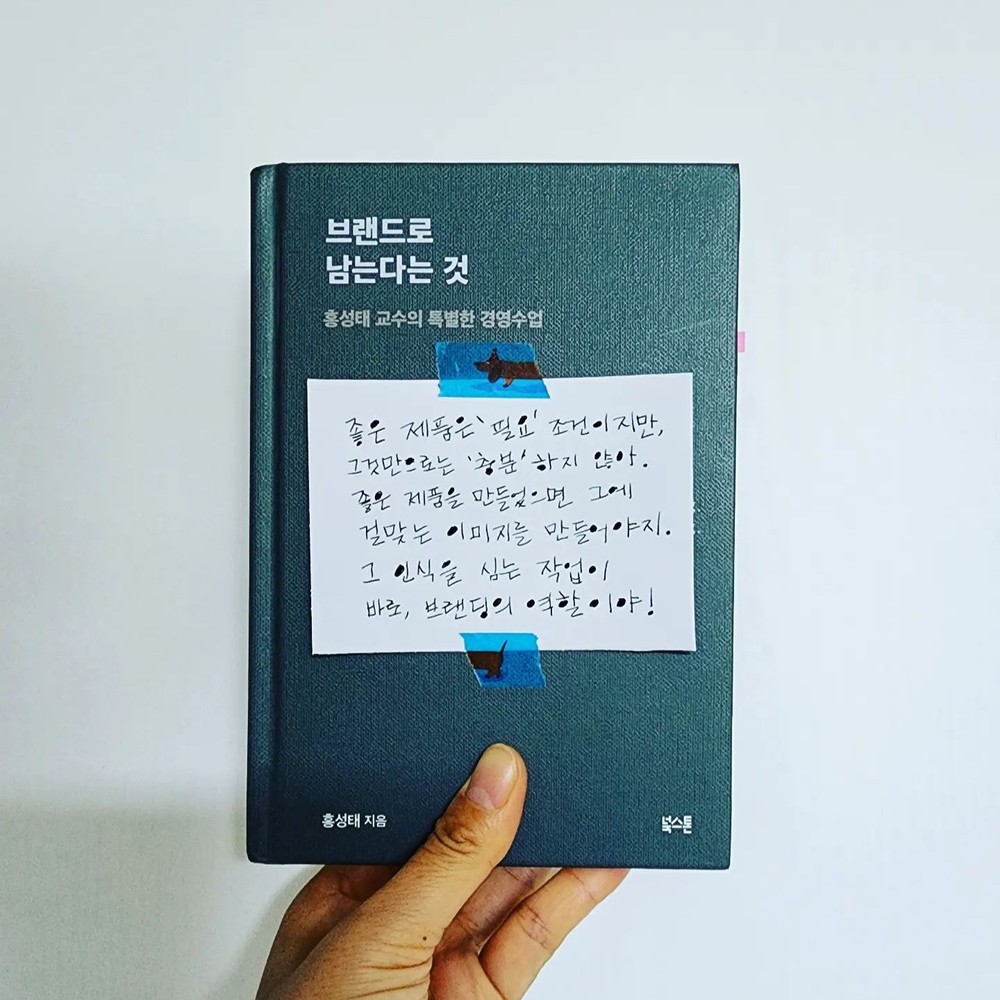 브랜드로
남는다는 것
홍성태 교수의 특별한 경영수업
좋은 제품은 '필요' 조건이지만,
그것만으로는 '충분'하지 않아.
좋은 제품을 만들었으면 그에
걸맞는 이미지를 만들어야지.
그 인식을 심는 작업이
바로, 브랜딩의 역할이야!
홍성태 지음
북스톤